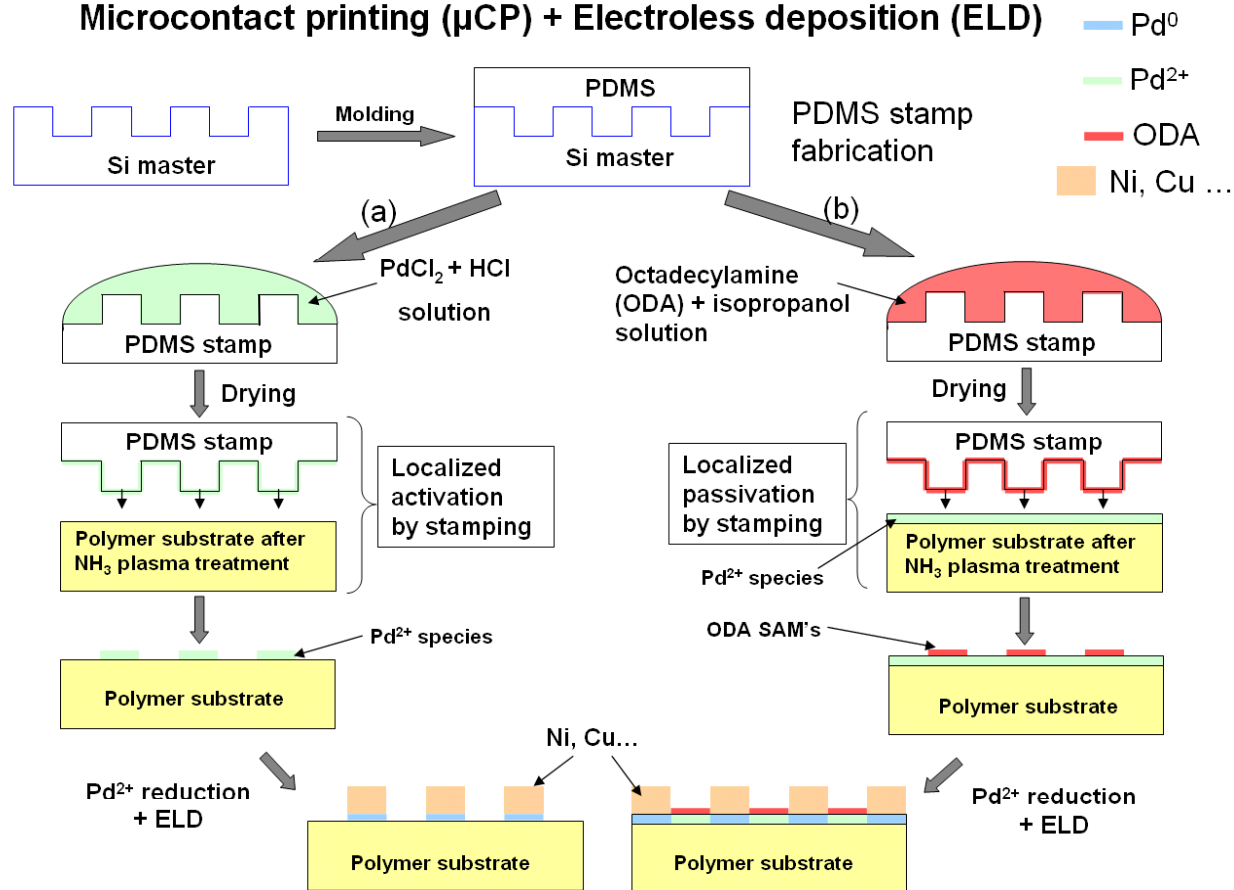 Microcontact printing (µCP) + Electroless deposition (ELD)
Pd⁰
Pd²⁺
ODA
Ni, Cu ...
Si master
Molding
PDMS
Si master
PDMS stamp
fabrication
(a)
(b)
PdCl₂ + HCl
solution
PDMS stamp
Octadecylamine
(ODA) + isopropanol
solution
PDMS stamp
Drying
Drying
PDMS stamp
Localized
activation
by stamping
Polymer substrate after
NH₃ plasma treatment
Localized
passivation
by stamping
PDMS stamp
Pd²⁺ species
Polymer substrate after
NH₃ plasma treatment
Pd²⁺ species
Polymer substrate
ODA SAM's
Polymer substrate
Pd²⁺ reduction
+ ELD
Ni, Cu...
Pd²⁺ reduction
+ ELD
Polymer substrate
Polymer substrate